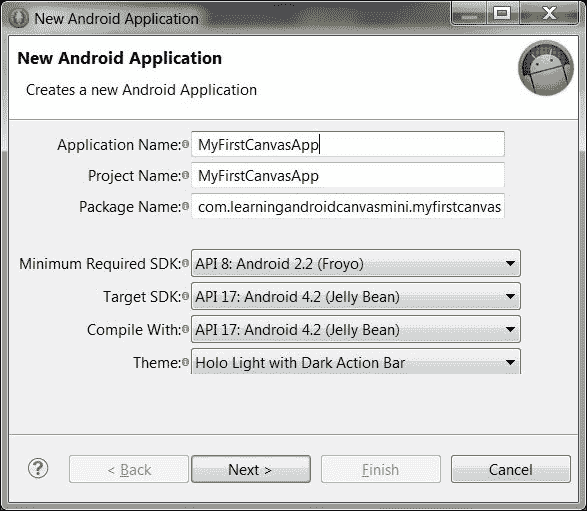 New Android Application
New Android Application
Creates a new Android Application
Application Name: MyFirstCanvasApp
Project Name: MyFirstCanvasApp
Package Name: com.learningandroidcanvasmini.myfirstcanvas
Minimum Required SDK: API 8: Android 2.2 (Froyo)
Target SDK: API 17: Android 4.2 (Jelly Bean)
Compile With: API 17: Android 4.2 (Jelly Bean)
Theme: Holo Light with Dark Action Bar
? < Back Next > Finish Cancel